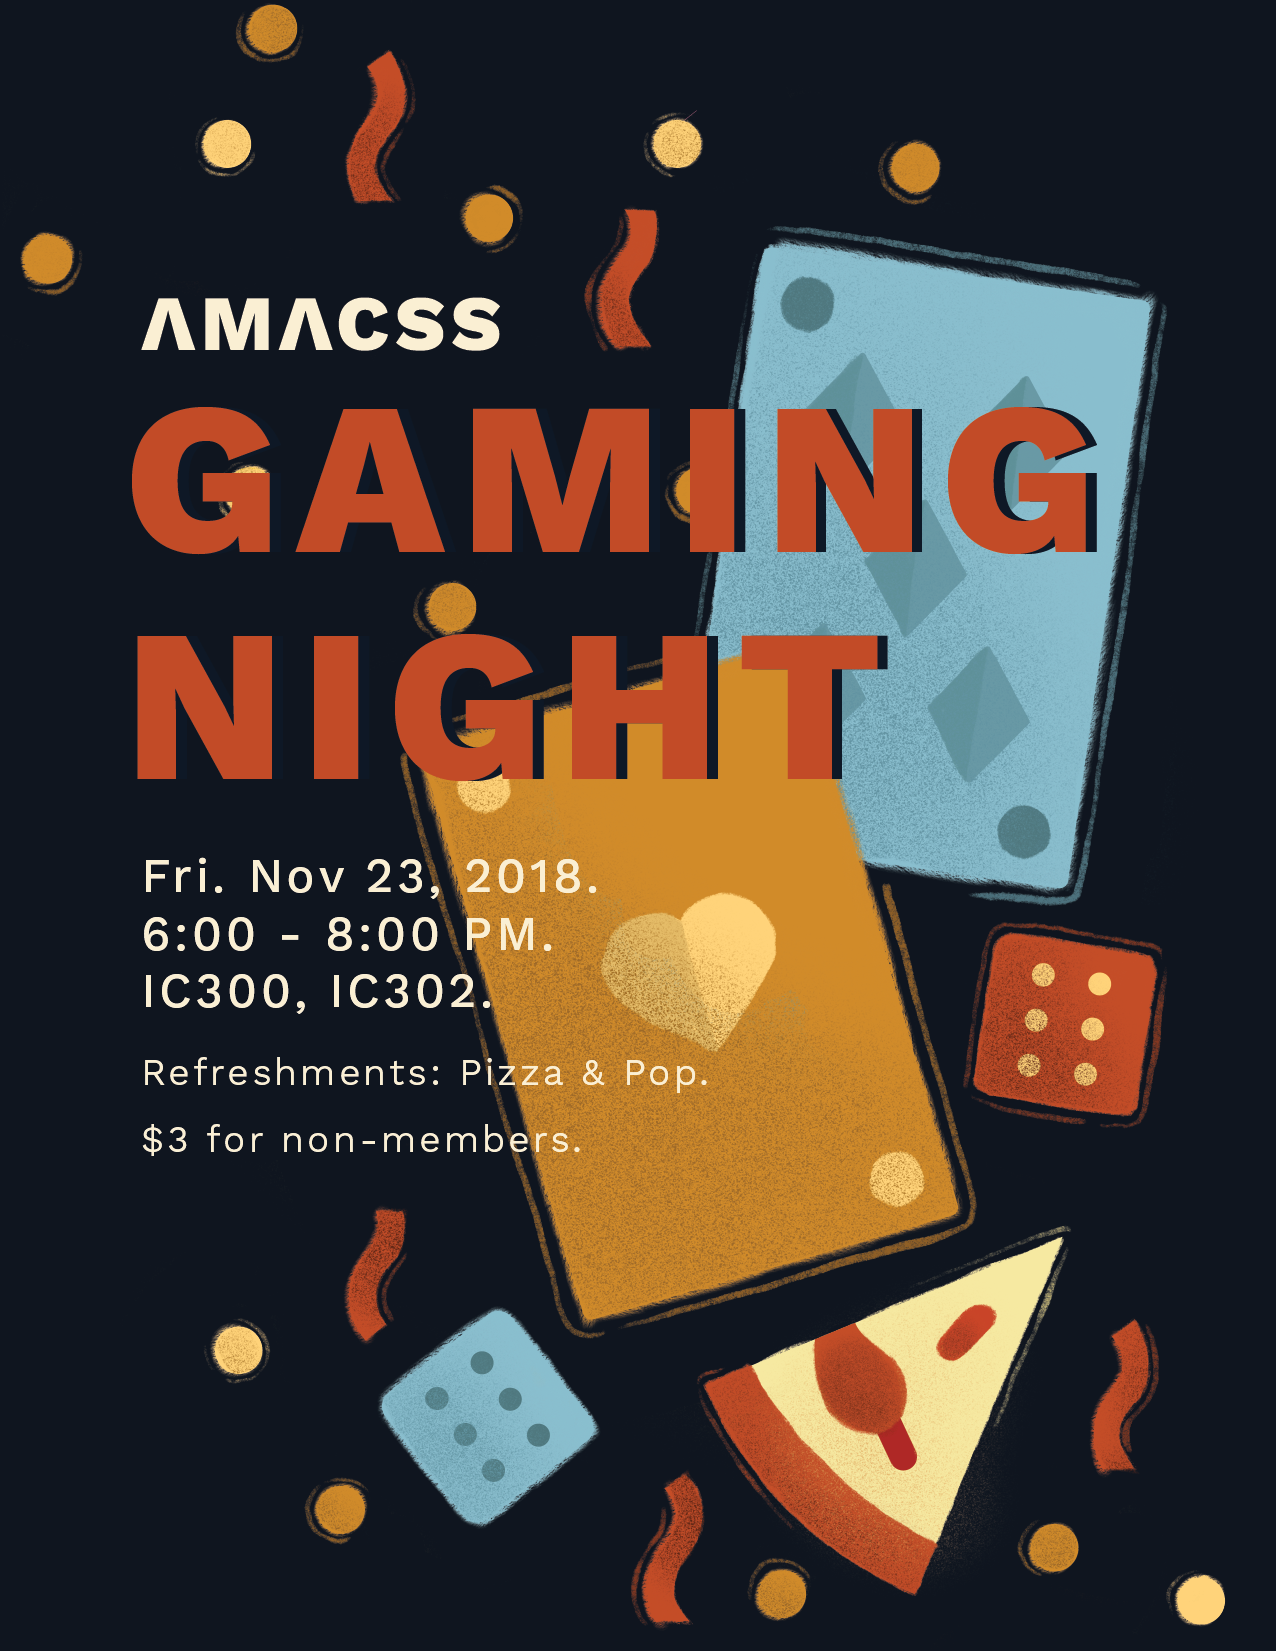 AMACSS
GAMING
NIGHT
Fri. Nov 23, 2018.
6:00 - 8:00 PM.
IC300, IC302.
Refreshments: Pizza & Pop.
$3 for non-members.